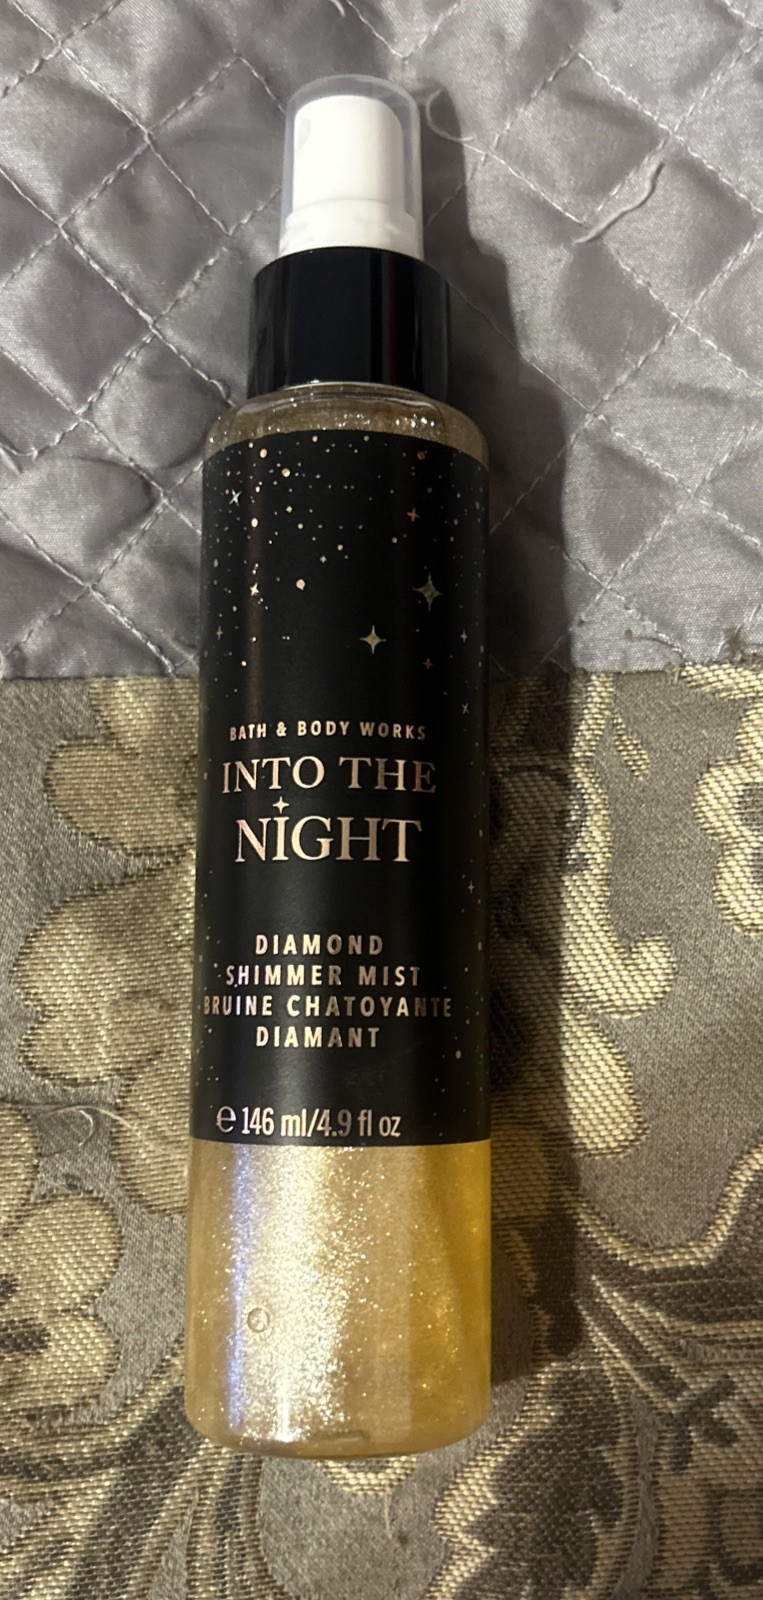 BATH & BODY WORKS
INTO THE
NIGHT
DIAMOND
SHIMMER MIST
BRUINE CHATOYANTE
DIAMANT
℮ 146 ml/4.9 fl oz